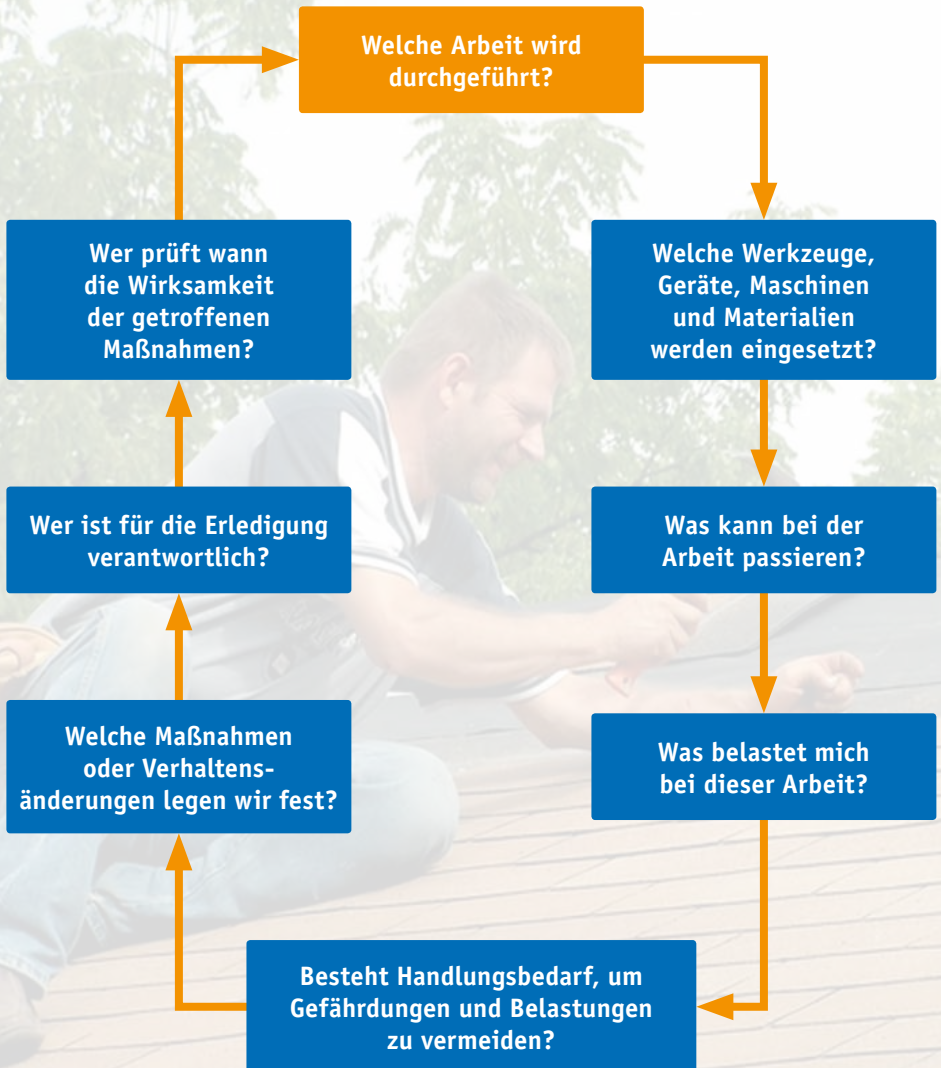 Welche Arbeit wird
durchgeführt?
Welche Werkzeuge,
Geräte, Maschinen
und Materialien
werden eingesetzt?
Was kann bei der
Arbeit passieren?
Was belastet mich
bei dieser Arbeit?
Besteht Handlungsbedarf, um
Gefährdungen und Belastungen
zu vermeiden?
Welche Maßnahmen
oder Verhaltens-
änderungen legen wir fest?
Wer ist für die Erledigung
verantwortlich?
Wer prüft wann
die Wirksamkeit
der getroffenen
Maßnahmen?